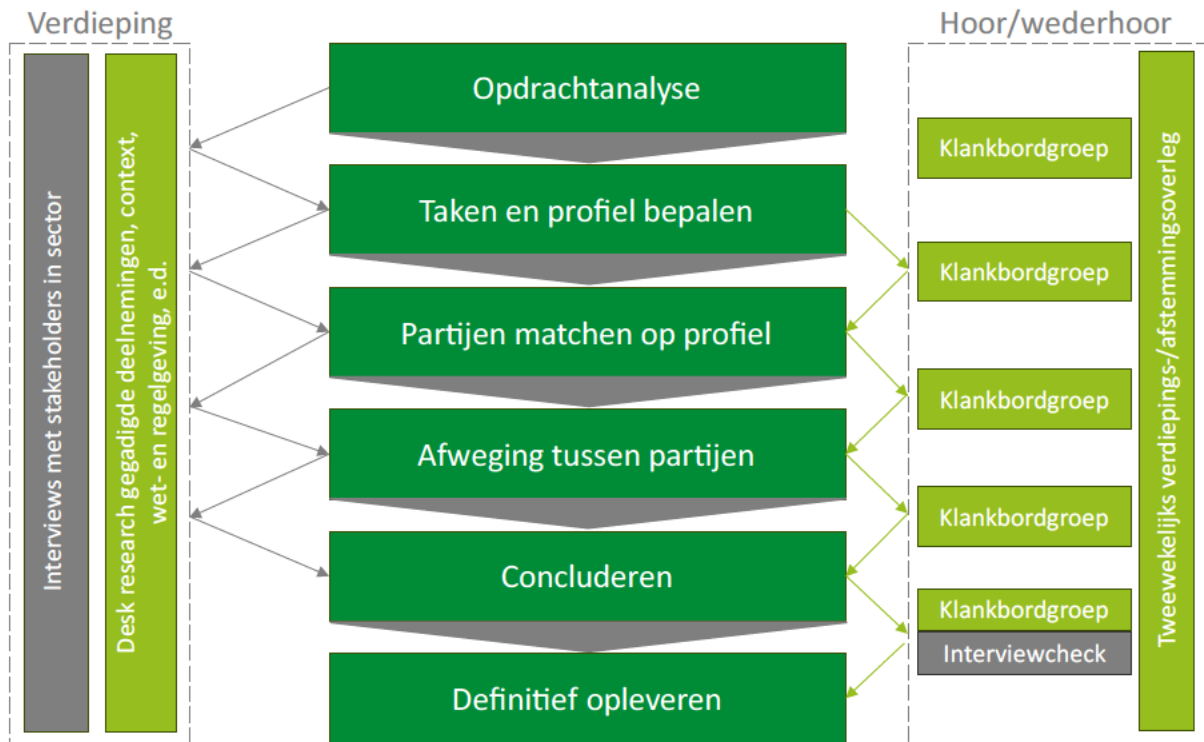 Verdieping
Interviews met stakeholders in sector
Desk research gegadigde deelnemingen, context,
wet- en regelgeving, e.d.
Opdrachtanalyse
Taken en profiel bepalen
Partijen matchen op profiel
Afweging tussen partijen
Concluderen
Definitief opleveren
Hoor/wederhoor
Klankbordgroep
Klankbordgroep
Klankbordgroep
Klankbordgroep
Klankbordgroep
Interviewcheck
Tweewekelijks verdiepings-/afstemmingsoverleg